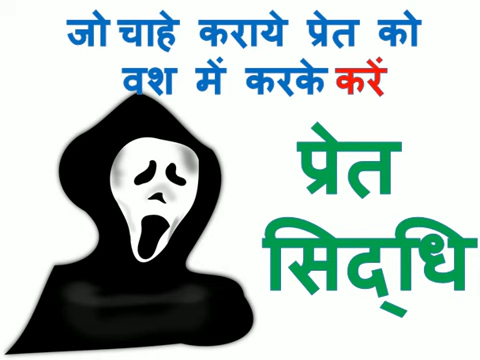 जो चाहे कराये प्रेत को
वश में करके करें
प्रेत
सिद्धि